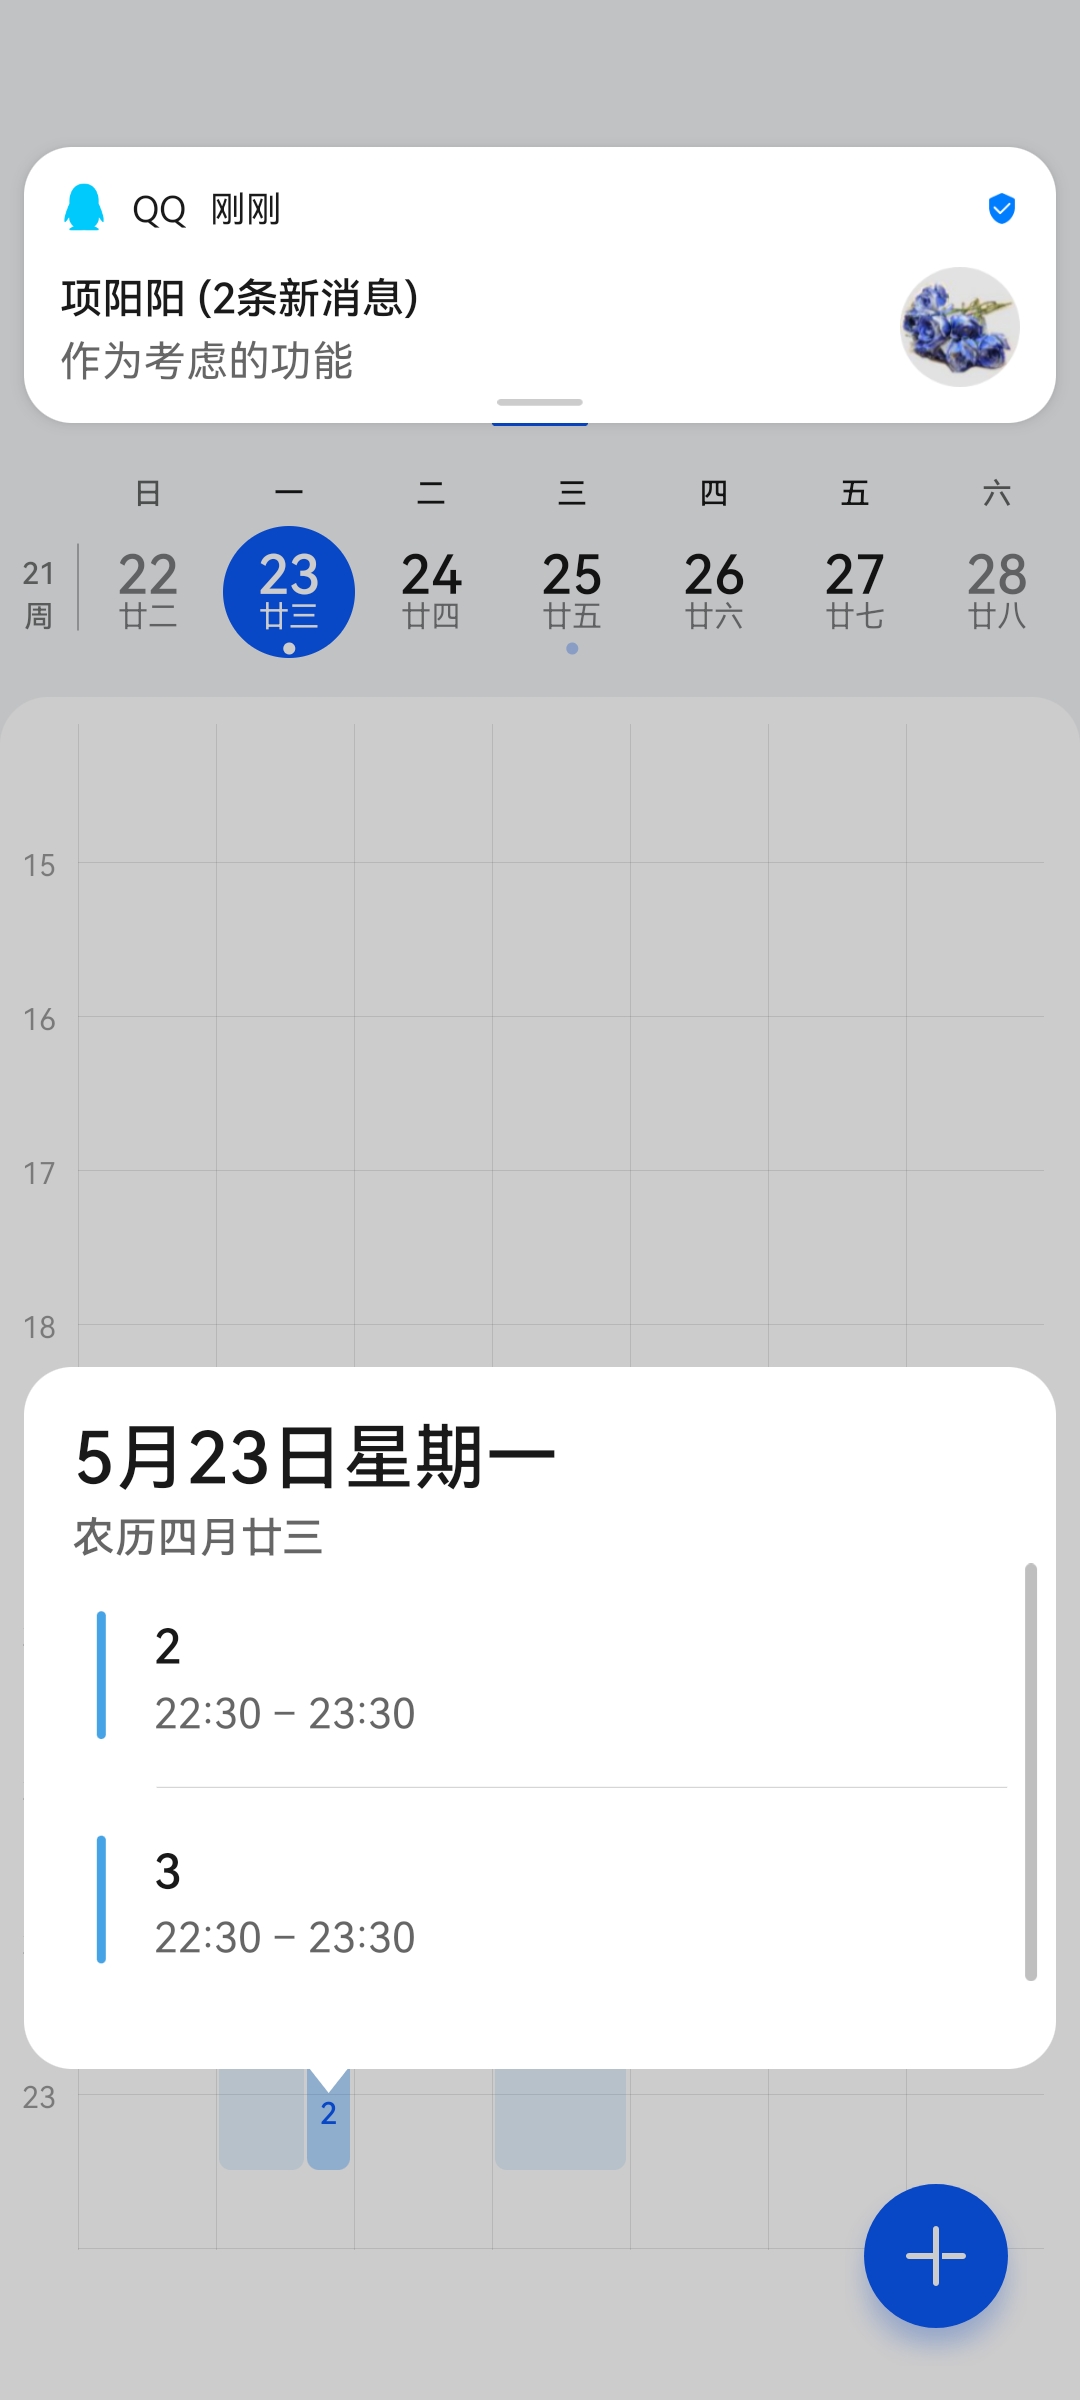 QQ 刚刚
项阳阳 (2条新消息)
作为考虑的功能
日 一 二 三 四 五 六
21周 22 23 24 25 26 27 28
廿二 廿三 廿四 廿五 廿六 廿七 廿八
15
16
17
18
5月23日星期一
农历四月廿三
2
22:30 – 23:30
3
22:30 – 23:30
23
2